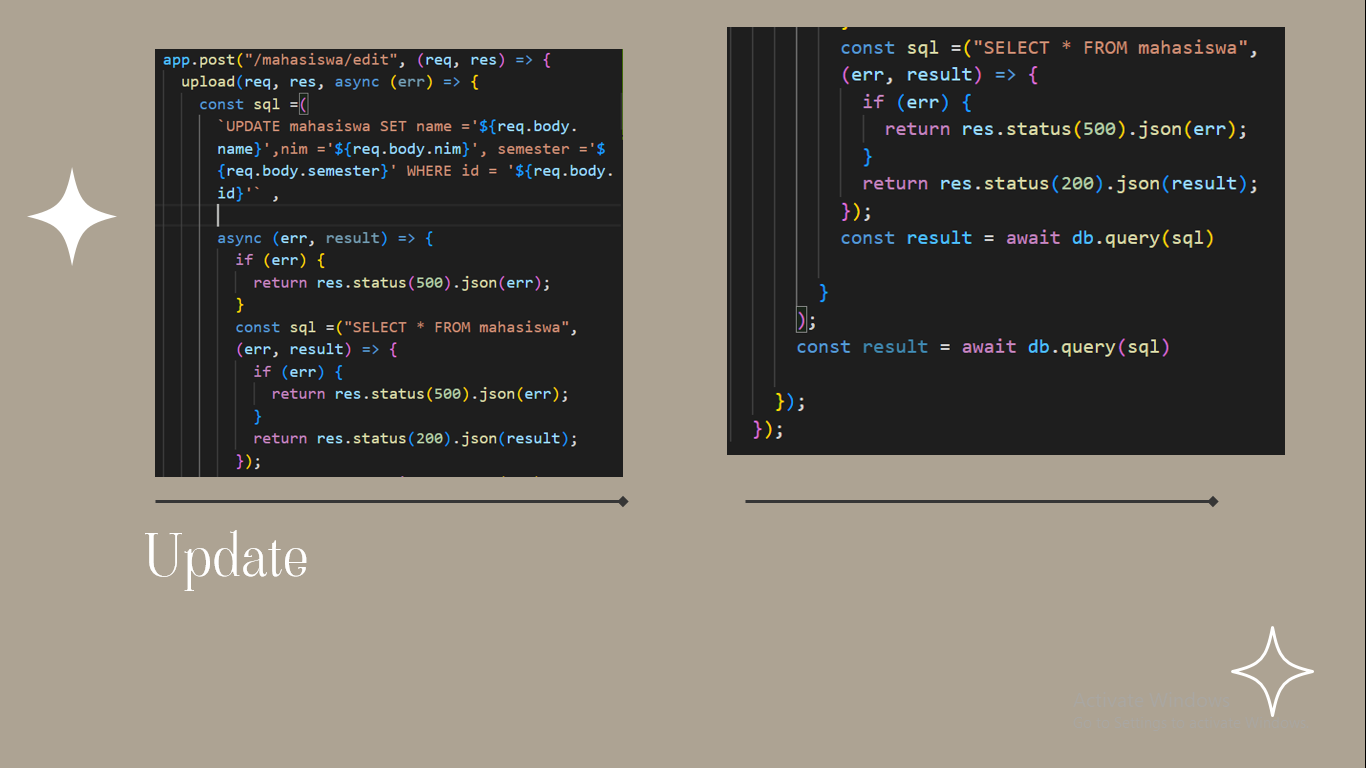 app.post("/mahasiswa/edit", (req, res) => {
upload(req, res, async (err) => {
const sql =(
`UPDATE mahasiswa SET name ='${req.body.
name}',nim ='${req.body.nim}', semester ='$
{req.body.semester}' WHERE id = '${req.body.
id}'` ,
async (err, result) => {
if (err) {
return res.status(500).json(err);
}
const sql =("SELECT * FROM mahasiswa",
(err, result) => {
if (err) {
return res.status(500).json(err);
}
return res.status(200).json(result);
});
const sql =("SELECT * FROM mahasiswa",
(err, result) => {
if (err) {
return res.status(500).json(err);
}
return res.status(200).json(result);
});
const result = await db.query(sql)
}
);
const result = await db.query(sql)
});
});
Update